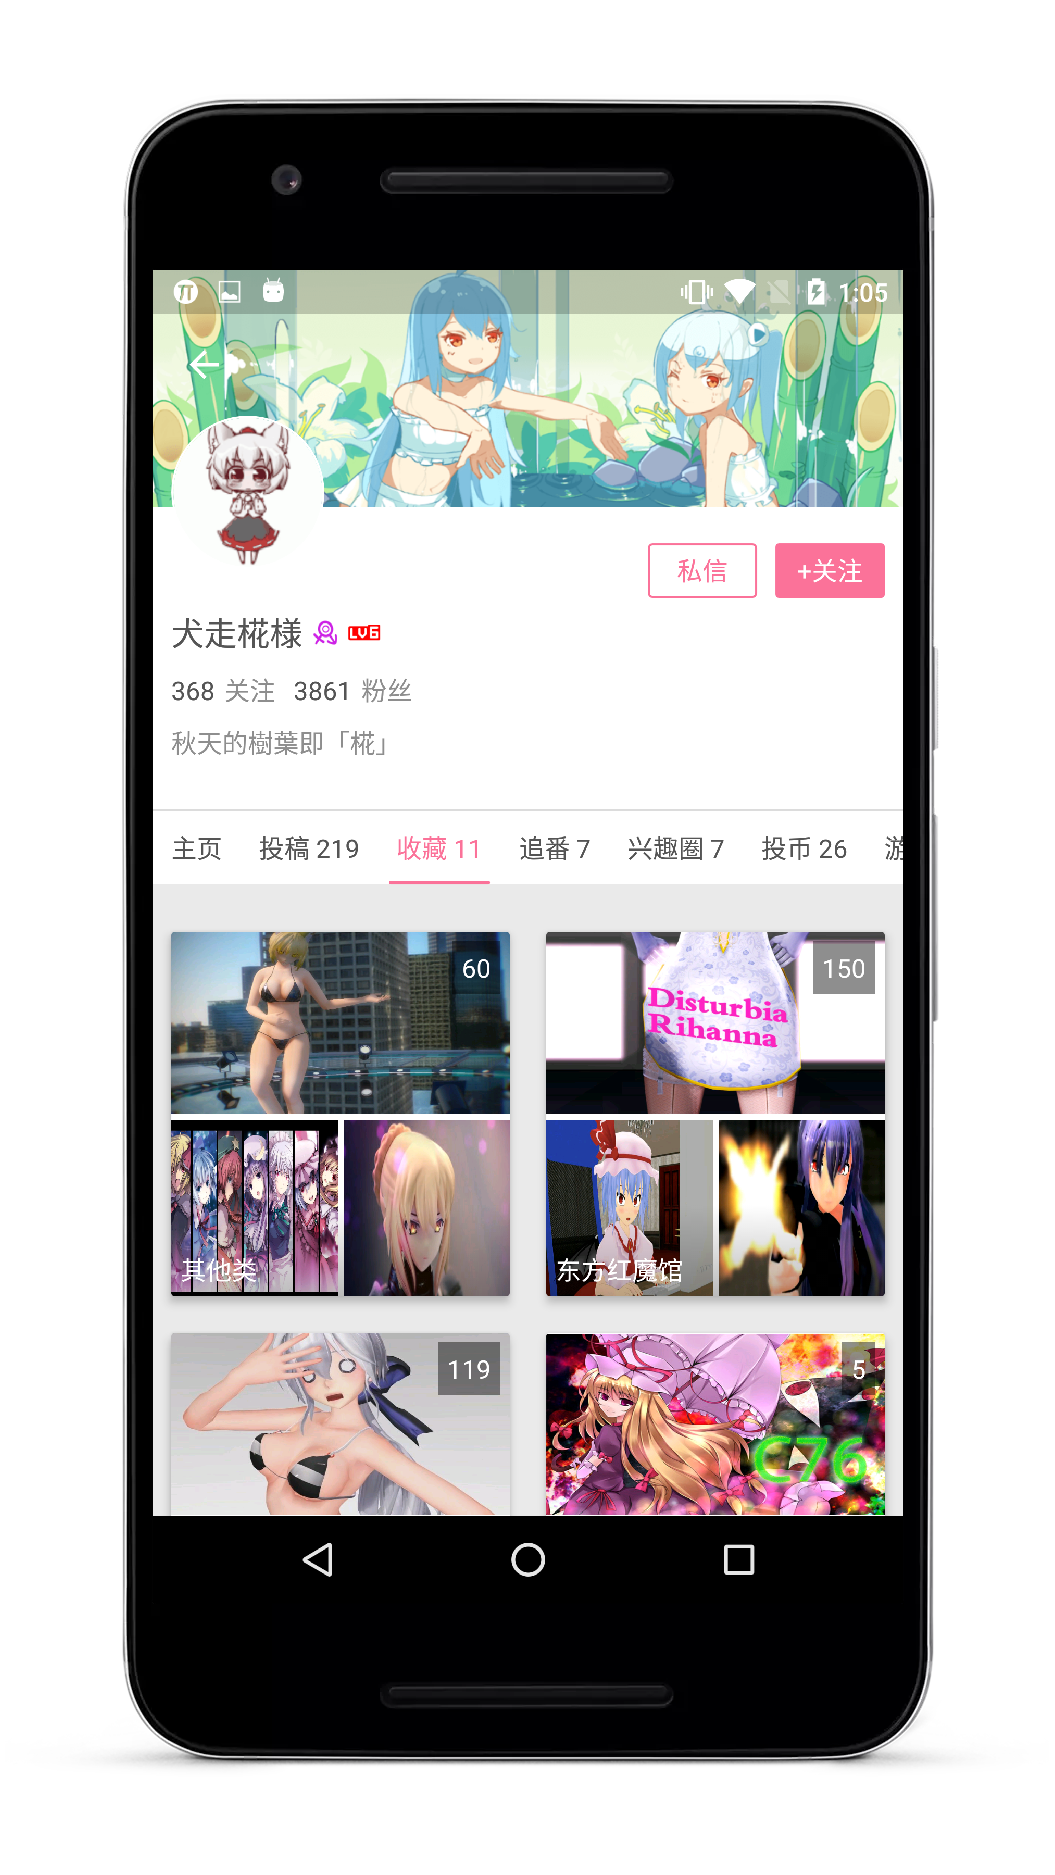 1:05
私信
+关注
犬走椛様 LV6
368 关注 3861 粉丝
秋天的樹葉即「椛」
主页 投稿 219 收藏 11 追番 7 兴趣圈 7 投币 26 游
60
150
Disturbia
Rihanna
其他类
东方红魔馆
119
5
C76